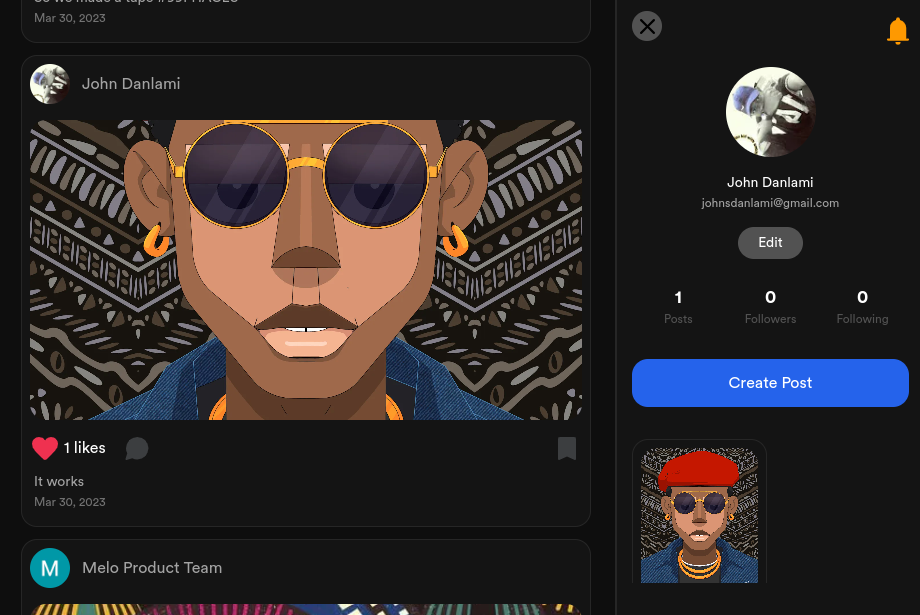 Mar 30, 2023
John Danlami
1 likes
It works
Mar 30, 2023
M
Melo Product Team
John Danlami
johnsdanlami@gmail.com
Edit
1
0
0
Posts
Followers
Following
Create Post